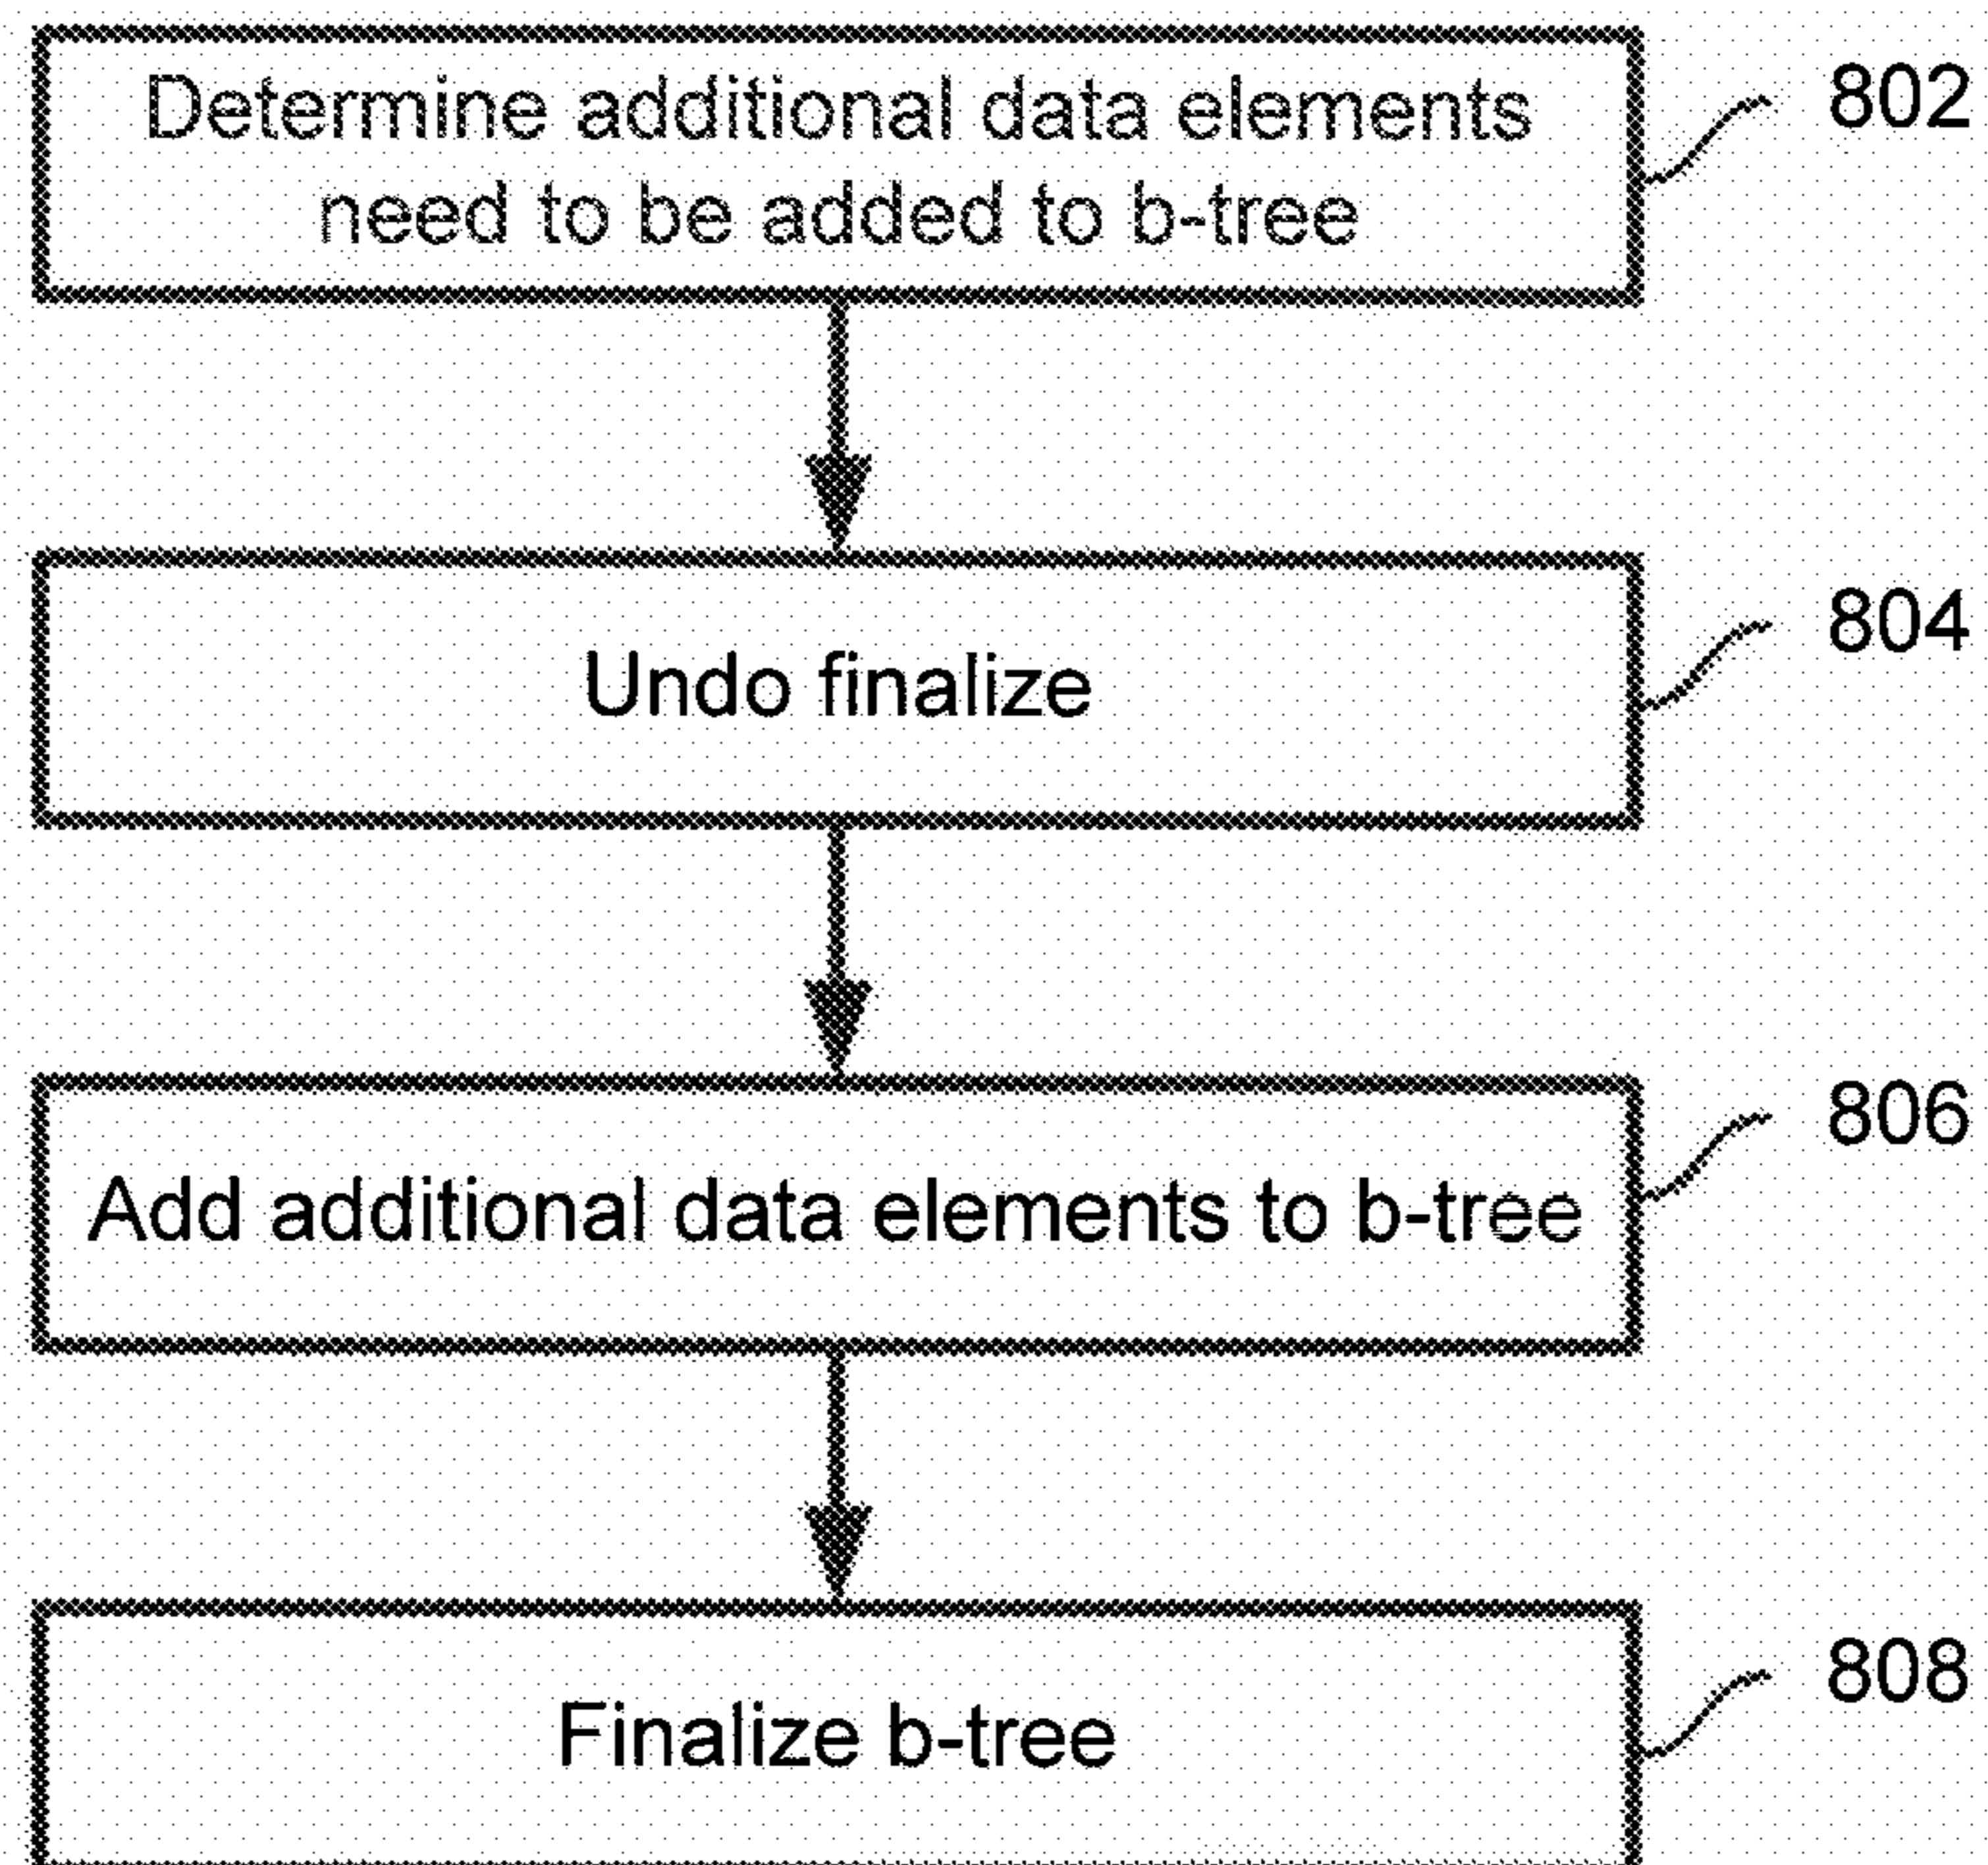 Determine additional data elements
need to be added to b-tree
802
Undo finalize
804
Add additional data elements to b-tree
806
Finalize b-tree
808